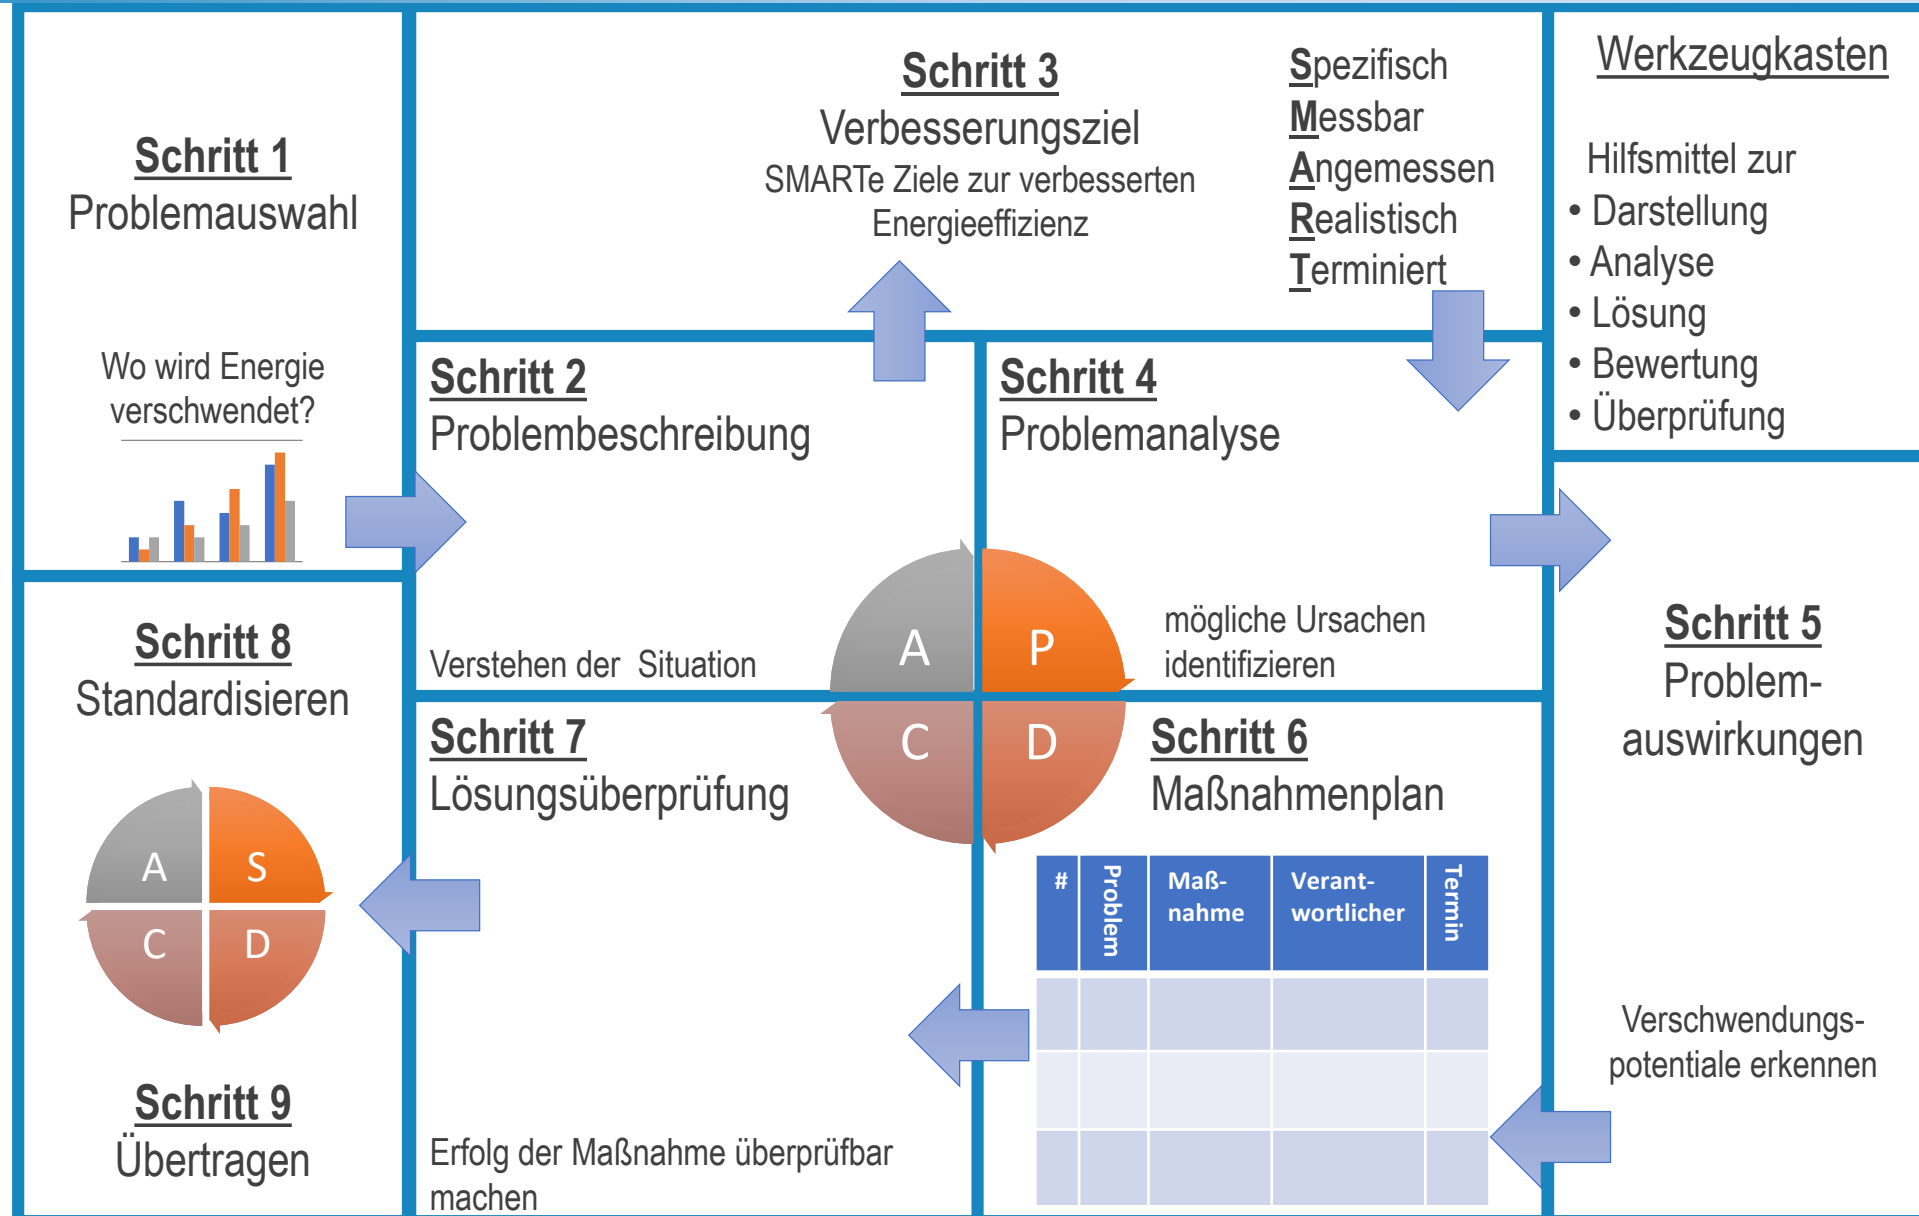 Schritt 1
Problemauswahl
Wo wird Energie
verschwendet?
Schritt 2
Problembeschreibung
Verstehen der Situation
Schritt 3
Verbesserungsziel
SMARTe Ziele zur verbesserten
Energieeffizienz
Spezifisch
Messbar
Angemessen
Realistisch
Terminiert
Schritt 4
Problemanalyse
mögliche Ursachen
identifizieren
Werkzeugkasten
Hilfsmittel zur
• Darstellung
• Analyse
• Lösung
• Bewertung
• Überprüfung
Schritt 5
Problem-
auswirkungen
Verschwendungs-
potentiale erkennen
A
P
C
D
Schritt 6
Maßnahmenplan
#
Problem
Maß-
nahme
Verant-
wortlicher
Termin
Schritt 7
Lösungsüberprüfung
Erfolg der Maßnahme überprüfbar
machen
Schritt 8
Standardisieren
A
S
C
D
Schritt 9
Übertragen